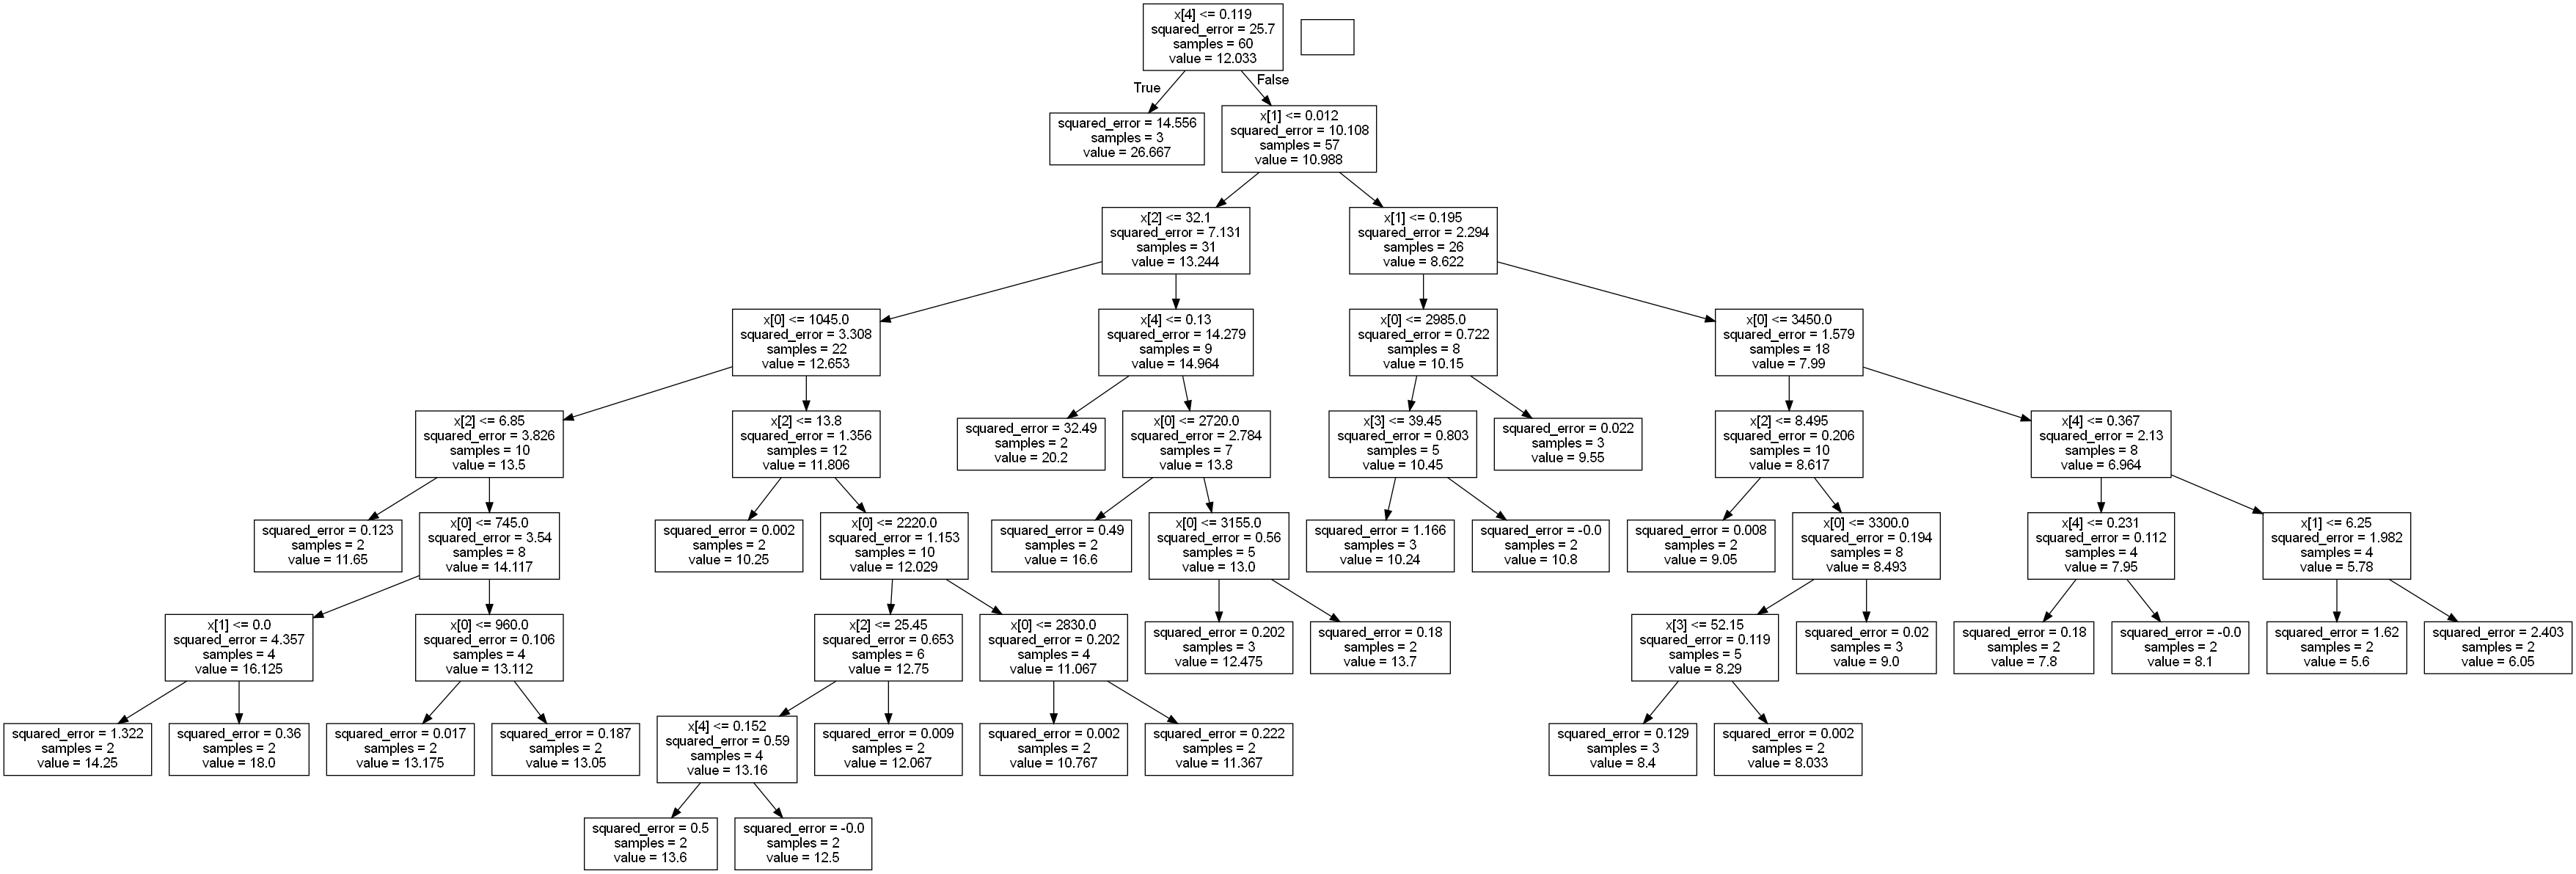 x[4] <= 0.119
squared_error = 25.7
samples = 60
value = 12.033
True
False
squared_error = 14.556
samples = 3
value = 26.667
x[1] <= 0.012
squared_error = 10.108
samples = 57
value = 10.988
x[2] <= 32.1
squared_error = 7.131
samples = 31
value = 13.244
x[1] <= 0.195
squared_error = 2.294
samples = 26
value = 8.622
x[0] <= 1045.0
squared_error = 3.308
samples = 22
value = 12.653
x[4] <= 0.13
squared_error = 14.279
samples = 9
value = 14.964
x[0] <= 2985.0
squared_error = 0.722
samples = 8
value = 10.15
x[0] <= 3450.0
squared_error = 1.579
samples = 18
value = 7.99
x[2] <= 6.85
squared_error = 3.826
samples = 10
value = 13.5
x[2] <= 13.8
squared_error = 1.356
samples = 12
value = 11.806
squared_error = 32.49
samples = 2
value = 20.2
x[0] <= 2720.0
squared_error = 2.784
samples = 7
value = 13.8
x[3] <= 39.45
squared_error = 0.803
samples = 5
value = 10.45
squared_error = 0.022
samples = 3
value = 9.55
x[2] <= 8.495
squared_error = 0.206
samples = 10
value = 8.617
x[4] <= 0.367
squared_error = 2.13
samples = 8
value = 6.964
squared_error = 0.123
samples = 2
value = 11.65
x[0] <= 745.0
squared_error = 3.54
samples = 8
value = 14.117
squared_error = 0.002
samples = 2
value = 10.25
x[0] <= 2220.0
squared_error = 1.153
samples = 10
value = 12.029
squared_error = 0.49
samples = 2
value = 16.6
x[0] <= 3155.0
squared_error = 0.56
samples = 5
value = 13.0
squared_error = 1.166
samples = 3
value = 10.24
squared_error = -0.0
samples = 2
value = 10.8
squared_error = 0.008
samples = 2
value = 9.05
x[0] <= 3300.0
squared_error = 0.194
samples = 8
value = 8.493
x[4] <= 0.231
squared_error = 0.112
samples = 4
value = 7.95
x[1] <= 6.25
squared_error = 1.982
samples = 4
value = 5.78
x[1] <= 0.0
squared_error = 4.357
samples = 4
value = 16.125
x[0] <= 960.0
squared_error = 0.106
samples = 4
value = 13.112
x[2] <= 25.45
squared_error = 0.653
samples = 6
value = 12.75
x[0] <= 2830.0
squared_error = 0.202
samples = 4
value = 11.067
squared_error = 0.202
samples = 3
value = 12.475
squared_error = 0.18
samples = 2
value = 13.7
x[3] <= 52.15
squared_error = 0.119
samples = 5
value = 8.29
squared_error = 0.02
samples = 3
value = 9.0
squared_error = 0.18
samples = 2
value = 7.8
squared_error = -0.0
samples = 2
value = 8.1
squared_error = 1.62
samples = 2
value = 5.6
squared_error = 2.403
samples = 2
value = 6.05
squared_error = 1.322
samples = 2
value = 14.25
squared_error = 0.36
samples = 2
value = 18.0
squared_error = 0.017
samples = 2
value = 13.175
squared_error = 0.187
samples = 2
value = 13.05
x[4] <= 0.152
squared_error = 0.59
samples = 4
value = 13.16
squared_error = 0.009
samples = 2
value = 12.067
squared_error = 0.002
samples = 2
value = 10.767
squared_error = 0.222
samples = 2
value = 11.367
squared_error = 0.129
samples = 3
value = 8.4
squared_error = 0.002
samples = 2
value = 8.033
squared_error = 0.5
samples = 2
value = 13.6
squared_error = -0.0
samples = 2
value = 12.5